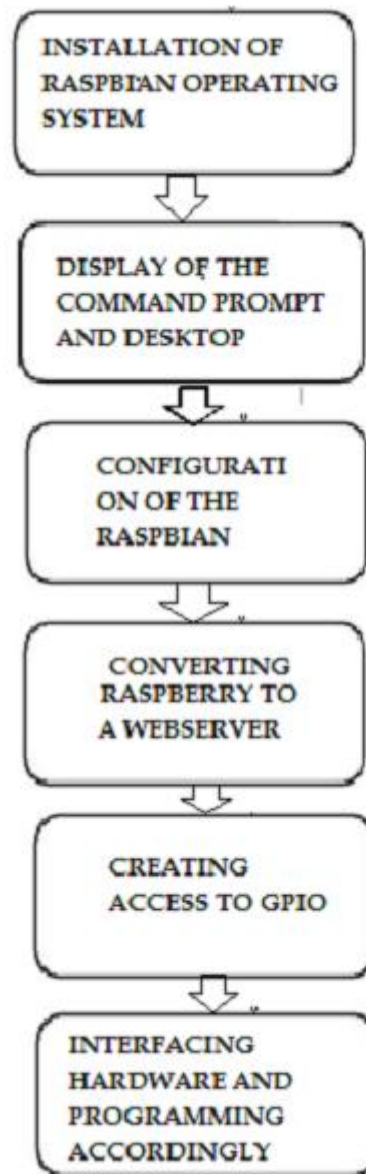 INSTALLATION OF
RASPBIAN OPERATING
SYSTEM
DISPLAY OF THE
COMMAND PROMPT
AND DESKTOP
CONFIGURATI
ON OF THE
RASPBIAN
CONVERTING
RASPBERRY TO
A WEBSERVER
CREATING
ACCESS TO GPIO
INTERFACING
HARDWARE AND
PROGRAMMING
ACCORDINGLY